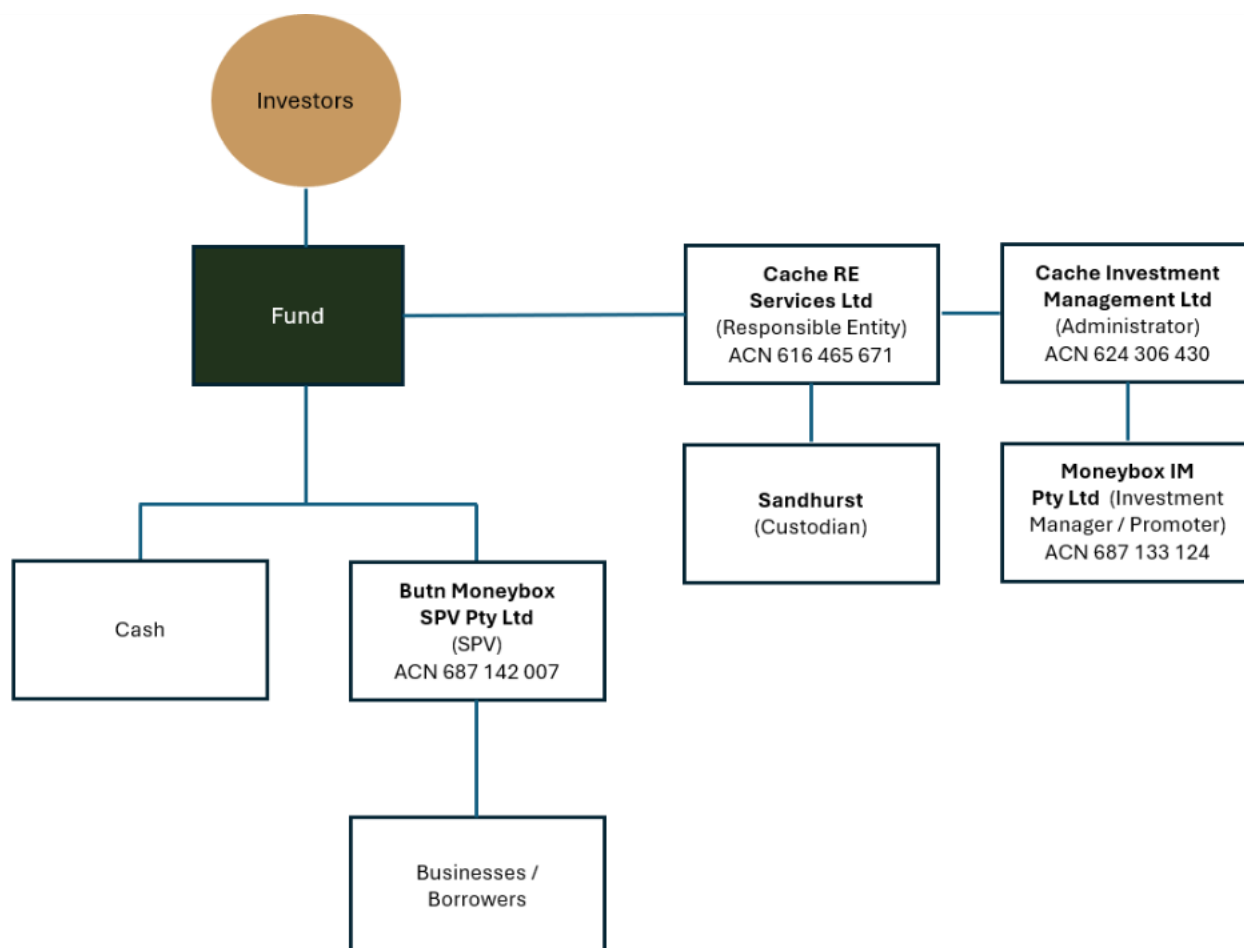 Investors
Fund
Cache RE
Services Ltd
(Responsible Entity)
ACN 616 465 671
Cache Investment
Management Ltd
(Administrator)
ACN 624 306 430
Sandhurst
(Custodian)
Moneybox IM
Pty Ltd (Investment
Manager / Promoter)
ACN 687 133 124
Cash
Butn Moneybox
SPV Pty Ltd
(SPV)
ACN 687 142 007
Businesses /
Borrowers